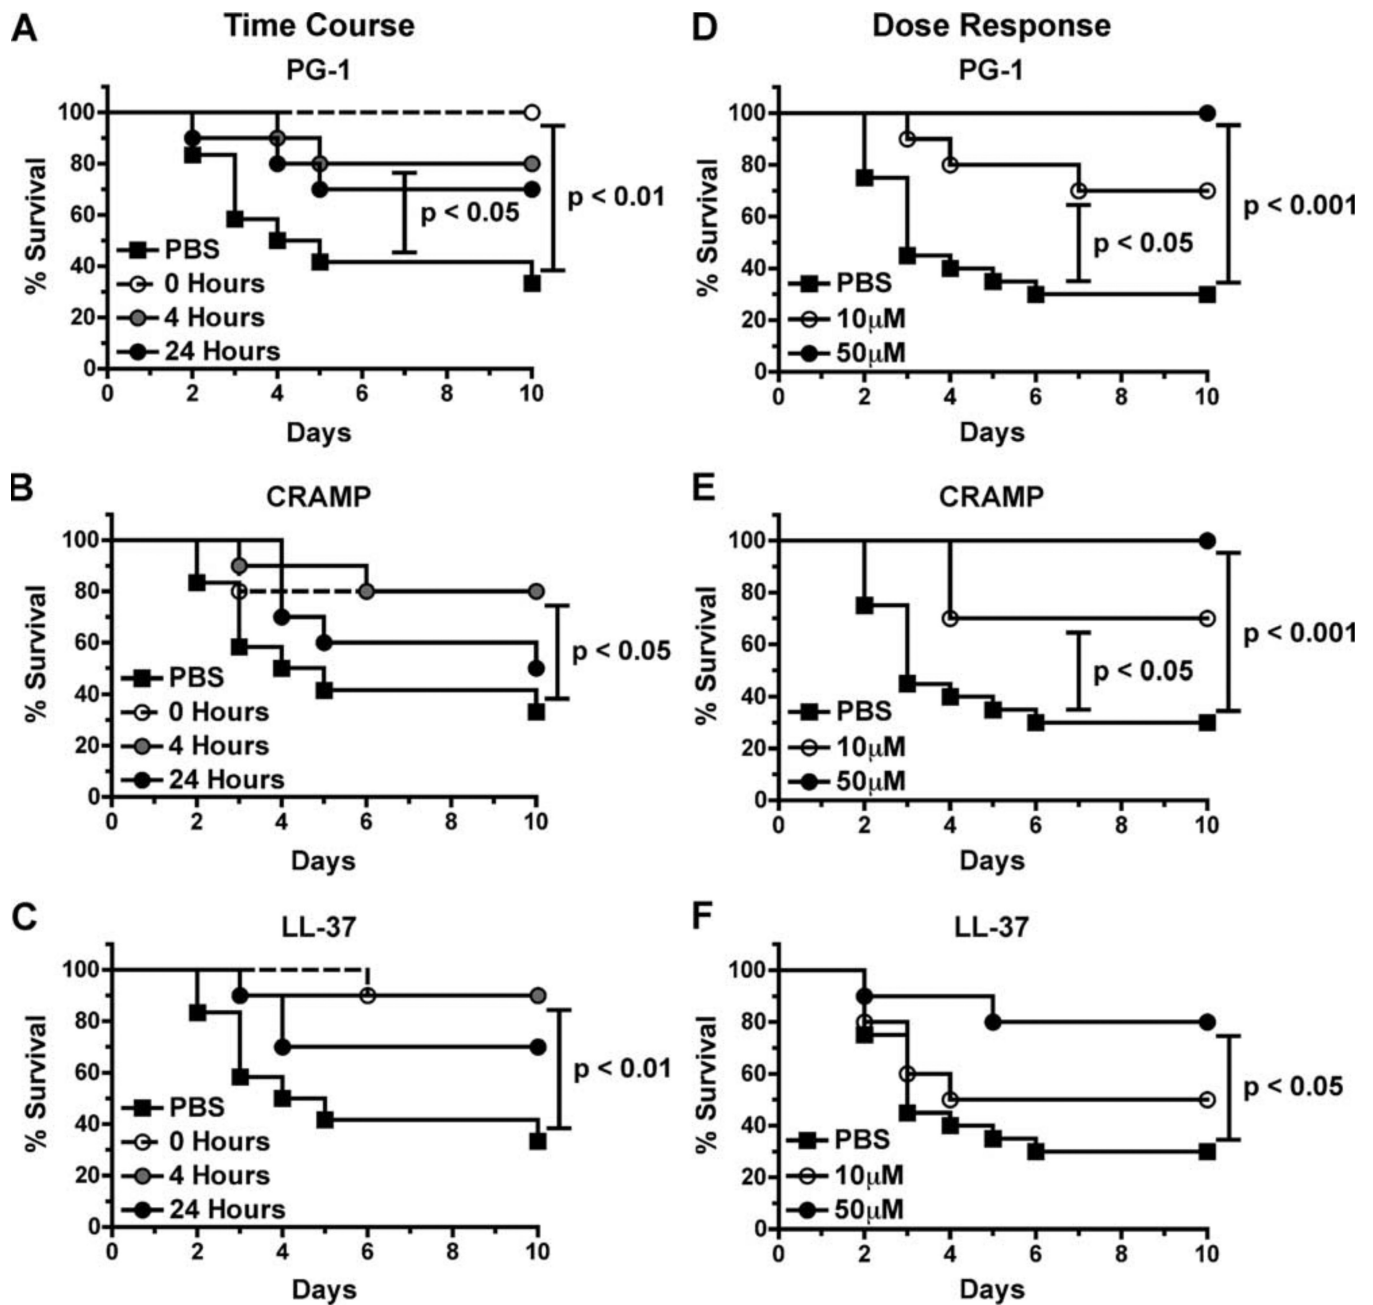 A
Time Course
PG-1
100
80
60
40
20
0
% Survival
PBS
0 Hours
4 Hours
24 Hours
p < 0.05
p < 0.01
0 2 4 6 8 10
Days
D
Dose Response
PG-1
100
80
60
40
20
0
% Survival
PBS
10μM
50μM
p < 0.05
p < 0.001
0 2 4 6 8 10
Days
B
CRAMP
100
80
60
40
20
0
% Survival
PBS
0 Hours
4 Hours
24 Hours
p < 0.05
0 2 4 6 8 10
Days
E
CRAMP
100
80
60
40
20
0
% Survival
PBS
10μM
50μM
p < 0.05
p < 0.001
0 2 4 6 8 10
Days
C
LL-37
100
80
60
40
20
0
% Survival
PBS
0 Hours
4 Hours
24 Hours
p < 0.01
0 2 4 6 8 10
Days
F
LL-37
100
80
60
40
20
0
% Survival
PBS
10μM
50μM
p < 0.05
0 2 4 6 8 10
Days